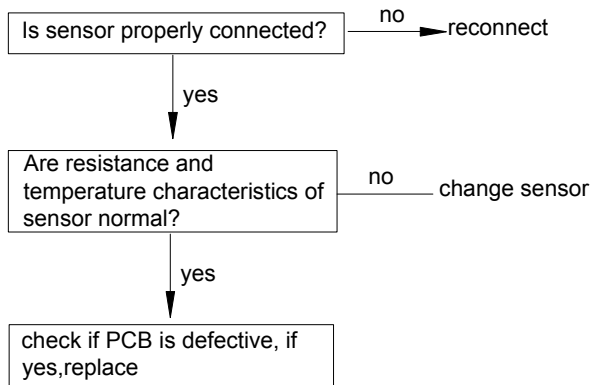 Is sensor properly connected?
no
reconnect
yes
Are resistance and
temperature characteristics of
sensor normal?
no
change sensor
yes
check if PCB is defective, if
yes,replace